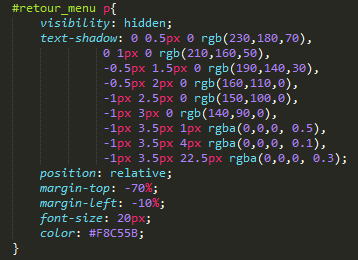 #retour_menu p{
visibility: hidden;
text-shadow: 0 0.5px 0 rgb(230,180,70),
0 1px 0 rgb(210,160,50),
-0.5px 1.5px 0 rgb(190,140,30),
-0.5px 2px 0 rgb(160,110,0),
-1px 2.5px 0 rgb(150,100,0),
-1px 3px 0 rgb(140,90,0),
-1px 3.5px 1px rgba(0,0,0, 0.5),
-1px 3.5px 4px rgba(0,0,0, 0.1),
-1px 3.5px 22.5px rgba(0,0,0, 0.3);
position: relative;
margin-top: -70%;
margin-left: -10%;
font-size: 20px;
color: #F8C55B;
}